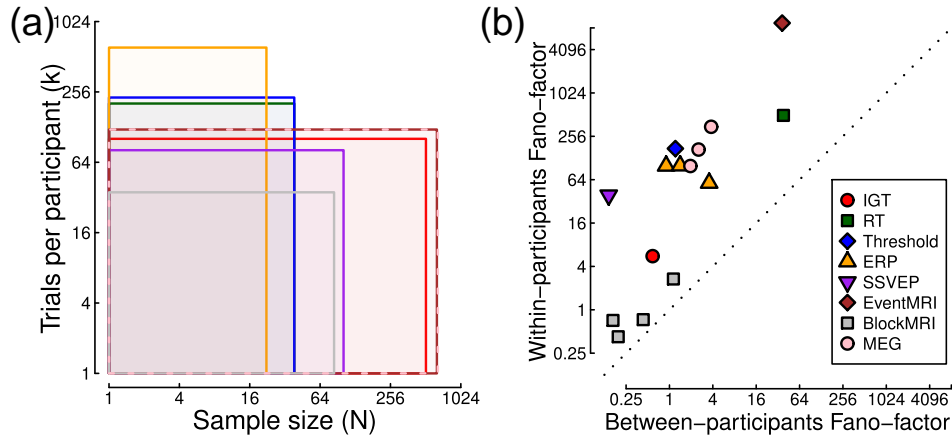 (a)
Trials per participant (k)
1024
256
64
16
4
1
1 4 16 64 256 1024
Sample size (N)
(b)
Within−participants Fano−factor
4096
1024
256
64
16
4
1
0.25
0.25 1 4 16 64 256 1024 4096
Between−participants Fano−factor
IGT
RT
Threshold
ERP
SSVEP
EventMRI
BlockMRI
MEG